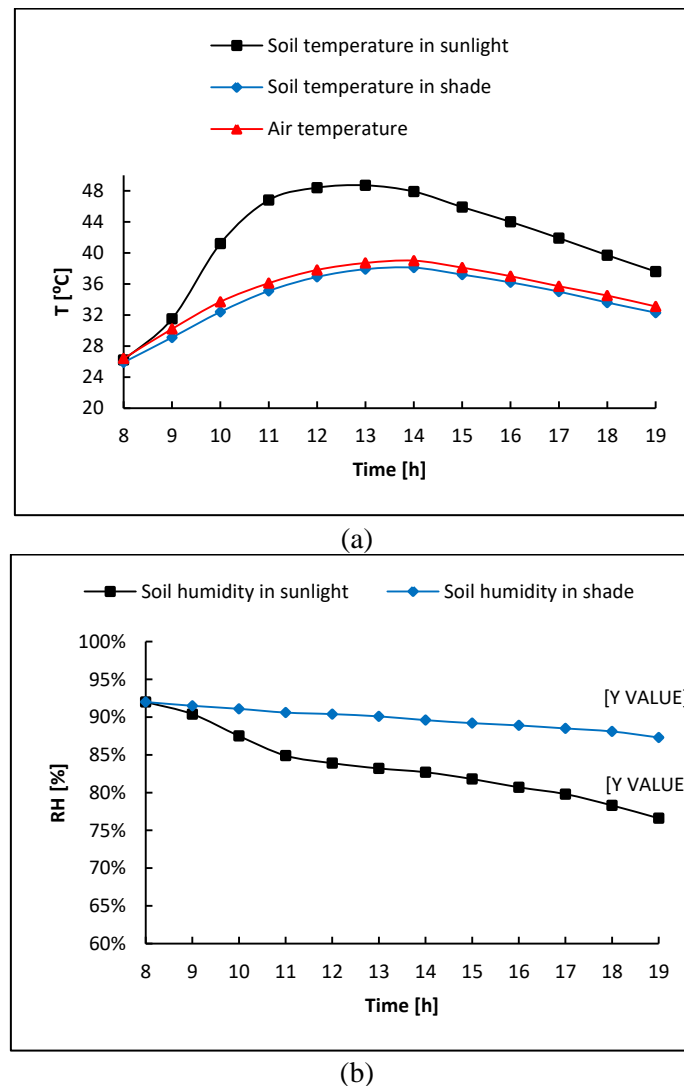 Soil temperature in sunlight
Soil temperature in shade
Air temperature
48
44
40
36
32
28
24
20
T [°C]
8 9 10 11 12 13 14 15 16 17 18 19
Time [h]
(a)
Soil humidity in sunlight Soil humidity in shade
100%
95%
90%
85%
80%
75%
70%
65%
60%
RH [%]
[Y VALUE]
[Y VALUE
8 9 10 11 12 13 14 15 16 17 18 19
Time [h]
(b)